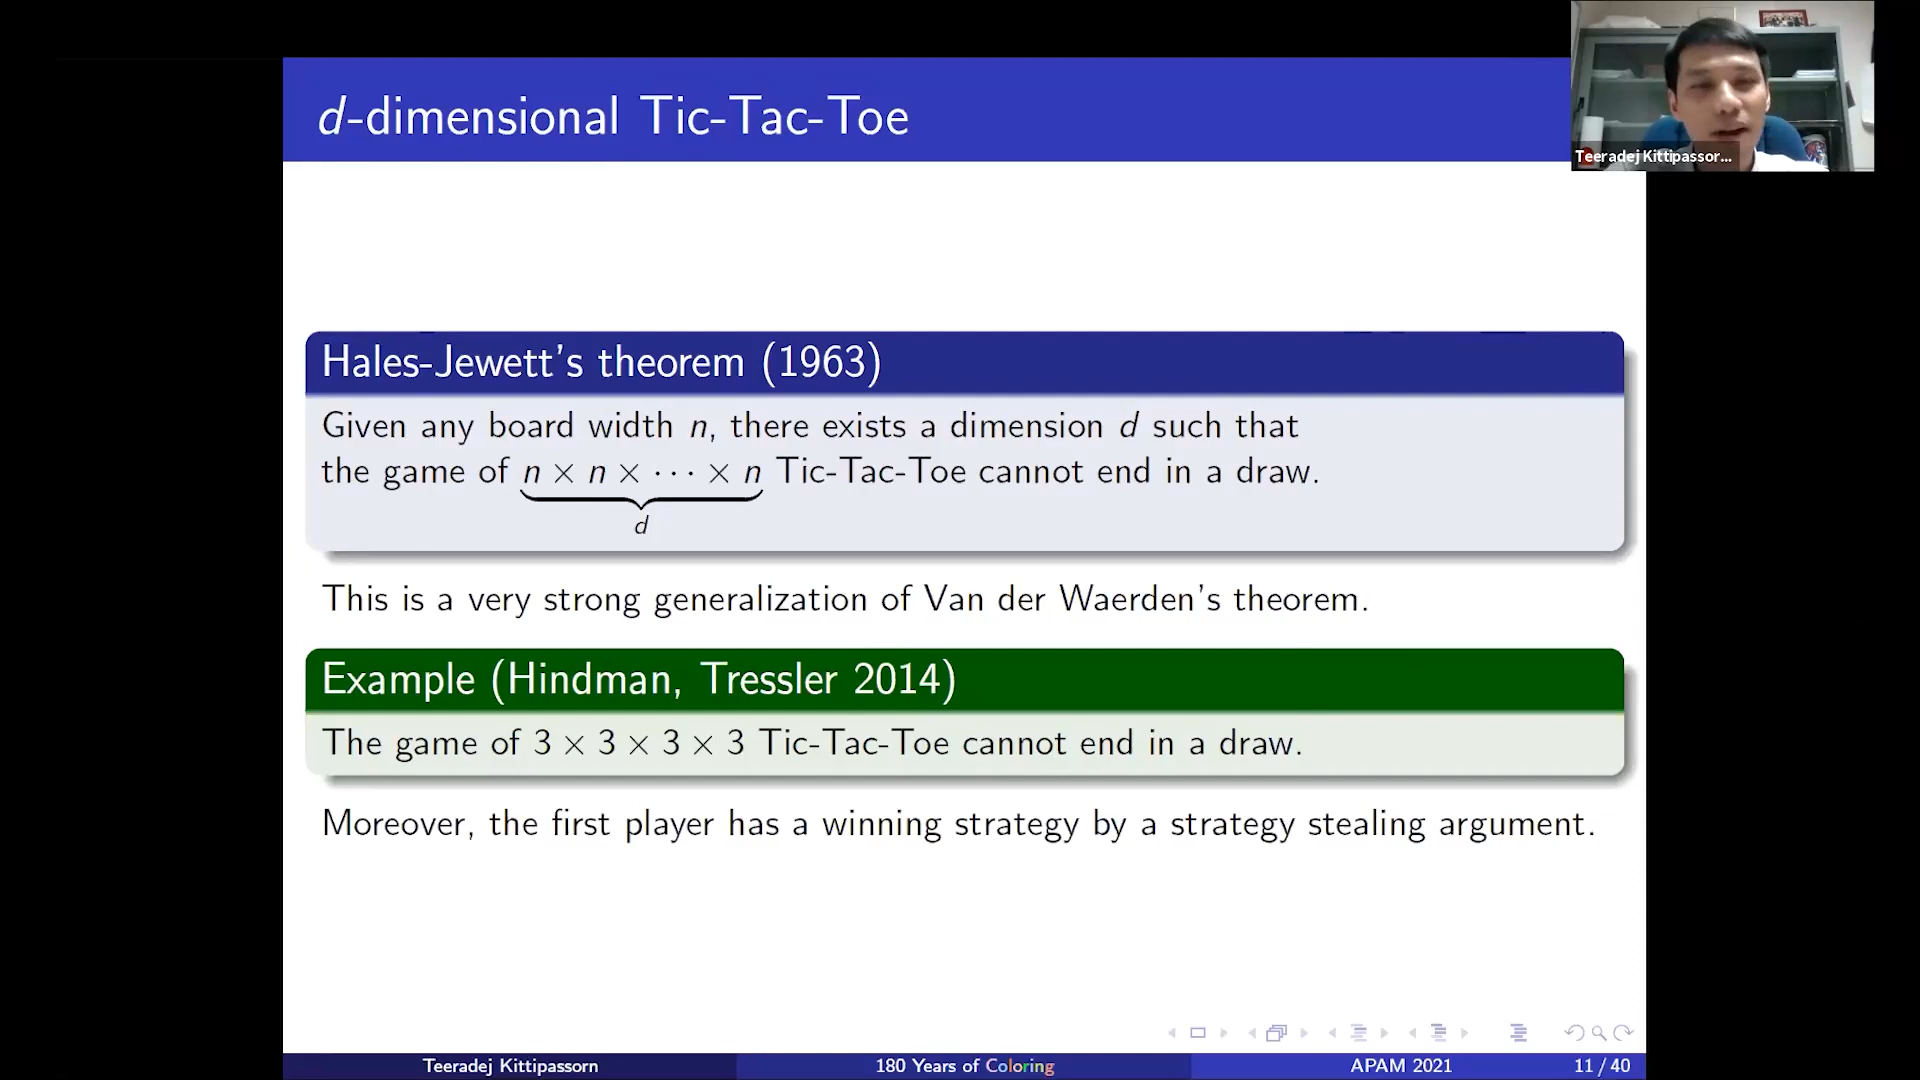 d-dimensional Tic-Tac-Toe
Teeradej Kittipassor...
Hales-Jewett's theorem (1963)
Given any board width n, there exists a dimension d such that
the game of n × n × ⋯ × n Tic-Tac-Toe cannot end in a draw.
d
This is a very strong generalization of Van der Waerden's theorem.
Example (Hindman, Tressler 2014)
The game of 3 × 3 × 3 × 3 Tic-Tac-Toe cannot end in a draw.
Moreover, the first player has a winning strategy by a strategy stealing argument.
Teeradej Kittipassorn 180 Years of Coloring APAM 2021 11 / 40